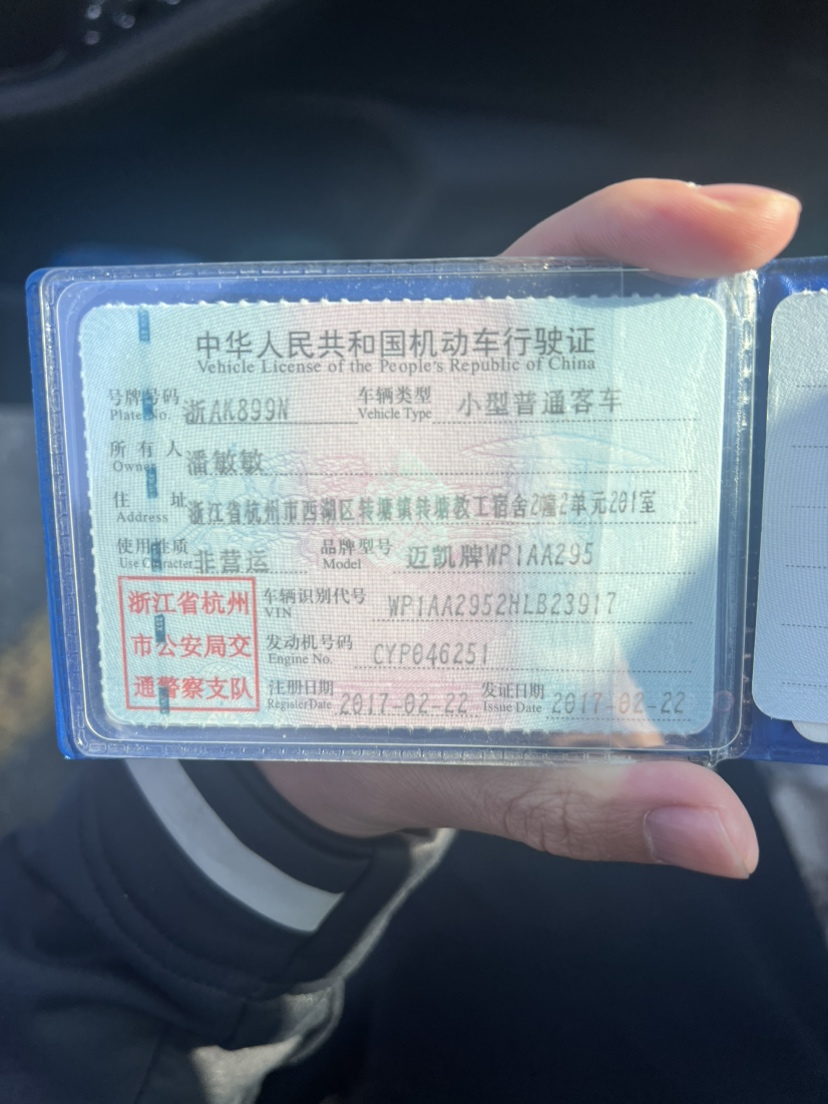 中华人民共和国机动车行驶证
Vehicle License of the People's Republic of China
号牌号码 浙AK899N 车辆类型 小型普通客车
Plate No. Vehicle Type
所有人 潘敏敏
Owner
住址 浙江省杭州市西湖区转塘镇转塘教工宿舍2幢2单元201室
Address
使用性质 非营运 品牌型号 迈凯牌WP1AA295
Use Character Model
浙江省杭州 车辆识别代号 WP1AA2952HLB23917
VIN
市公安局交 发动机号码 CYP046251
Engine No.
通警察支队 注册日期 2017-02-22 发证日期 2017-02-22
Register Date Issue Date